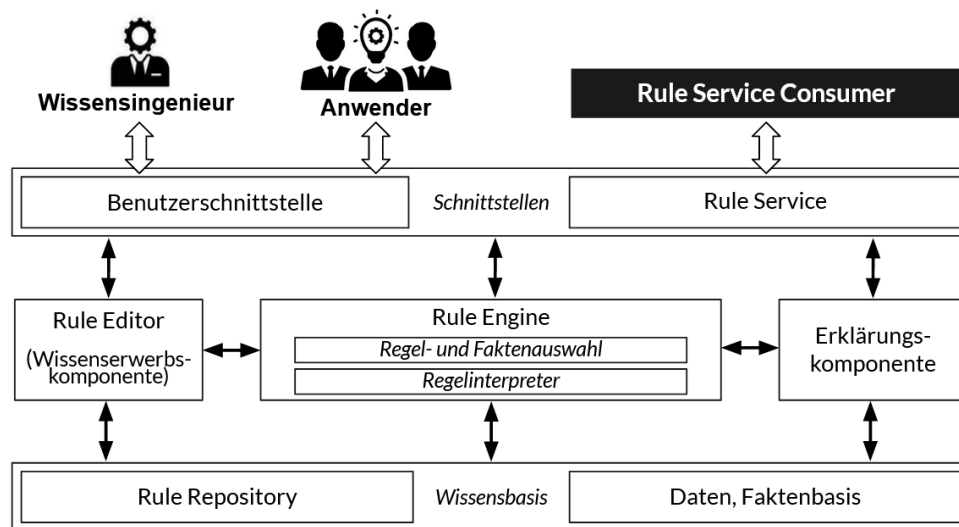 Wissensingenieur
Anwender
Rule Service Consumer
Benutzerschnittstelle
Schnittstellen
Rule Service
Rule Editor
(Wissenserwerbs-
komponente)
Rule Engine
Regel- und Faktenauswahl
Regelinterpreter
Erklärungs-
komponente
Rule Repository
Wissensbasis
Daten, Faktenbasis